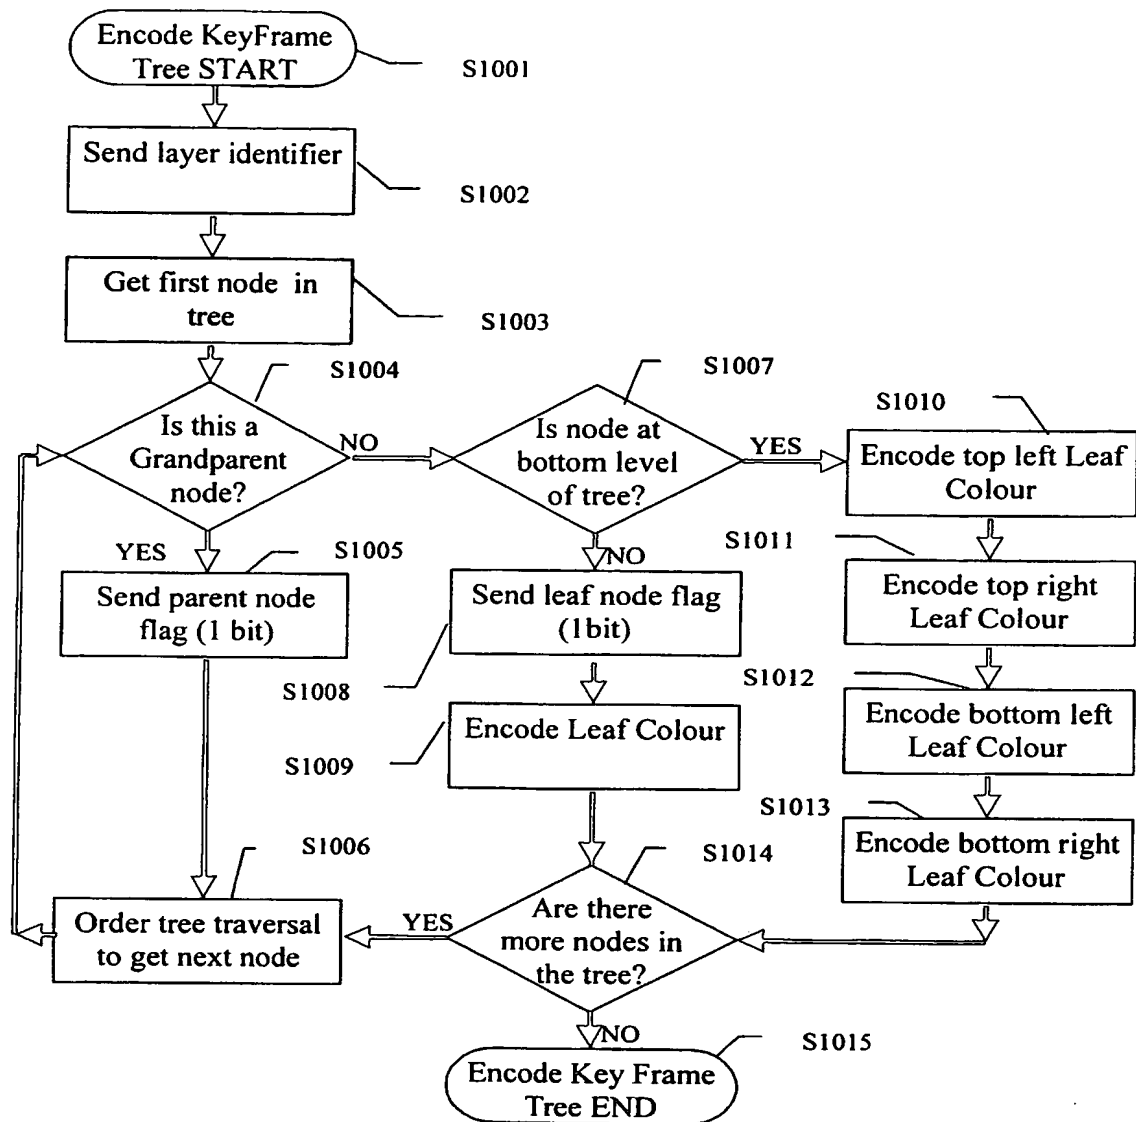 Encode KeyFrame
Tree START
S1001
Send layer identifier
S1002
Get first node in
tree
S1003
S1004
Is this a
Grandparent
node?
NO
YES
S1005
Send parent node
flag (1 bit)
S1006
Order tree traversal
to get next node
S1007
Is node at
bottom level
of tree?
YES
NO
Send leaf node flag
(1bit)
S1008
Encode Leaf Colour
S1009
S1010
Encode top left Leaf
Colour
S1011
Encode top right
Leaf Colour
S1012
Encode bottom left
Leaf Colour
S1013
Encode bottom right
Leaf Colour
S1014
Are there
more nodes in
the tree?
YES
NO
S1015
Encode Key Frame
Tree END